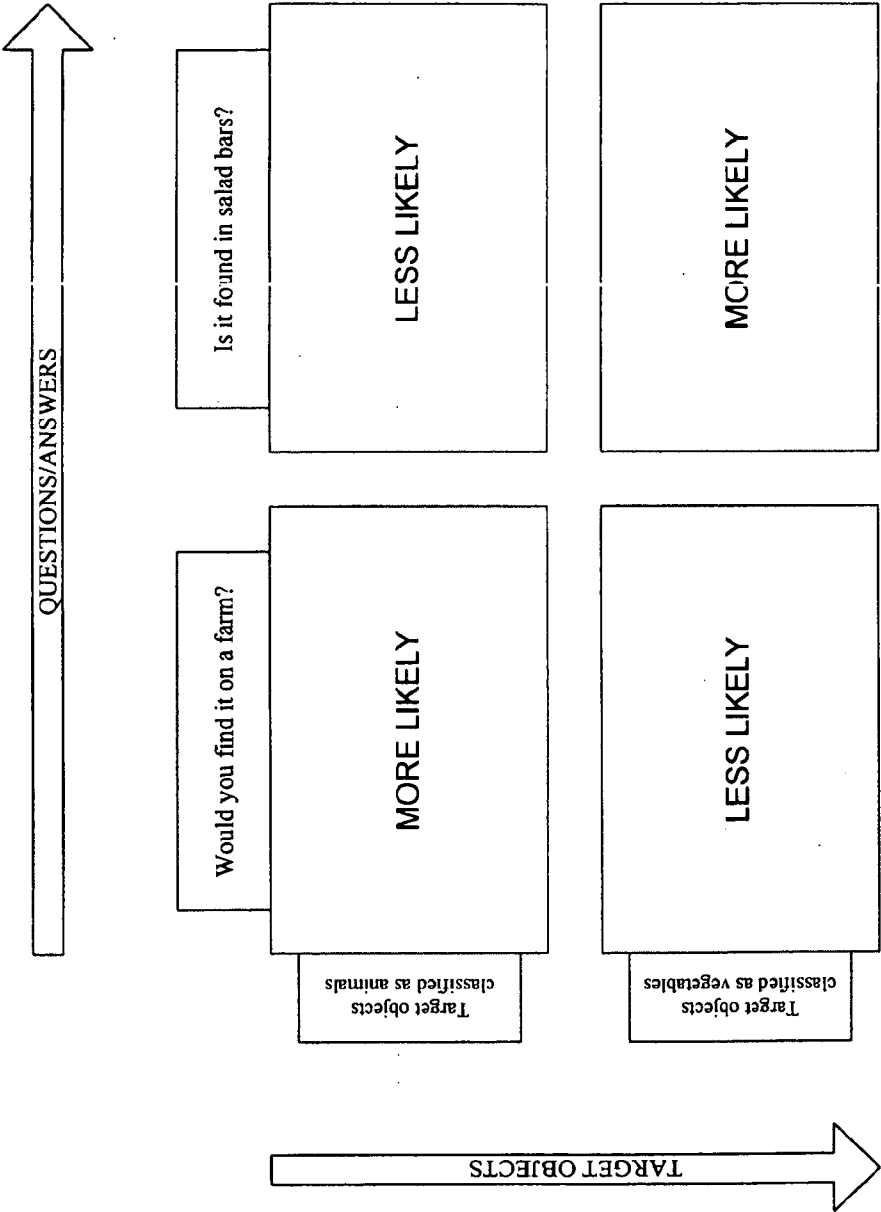 QUESTIONS/ANSWERS
Would you find it on a farm?
Is it found in salad bars?
Target objects
classified as animals
MORE LIKELY
LESS LIKELY
Target objects
classified as vegetables
LESS LIKELY
MORE LIKELY
TARGET OBJECTS